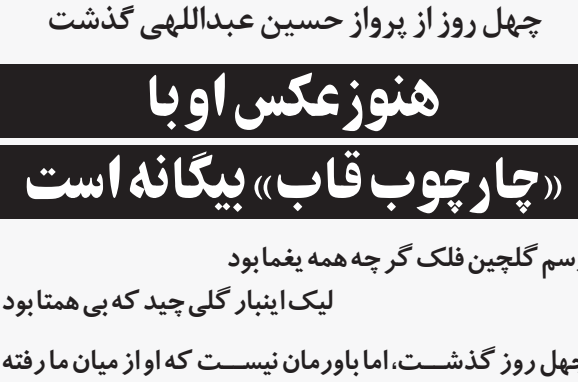 چهل روز از پرواز حسین عبداللهی گذشت
هنوز عکس او با
«چارچوب قاب» بیگانه است
رسم گلچین فلک گر چه همه یغما بود
لیک اینبار گلی چید که بی همتا بود
چهل روز گذشــت، اما باورمان نیســت که او از میان ما رفته